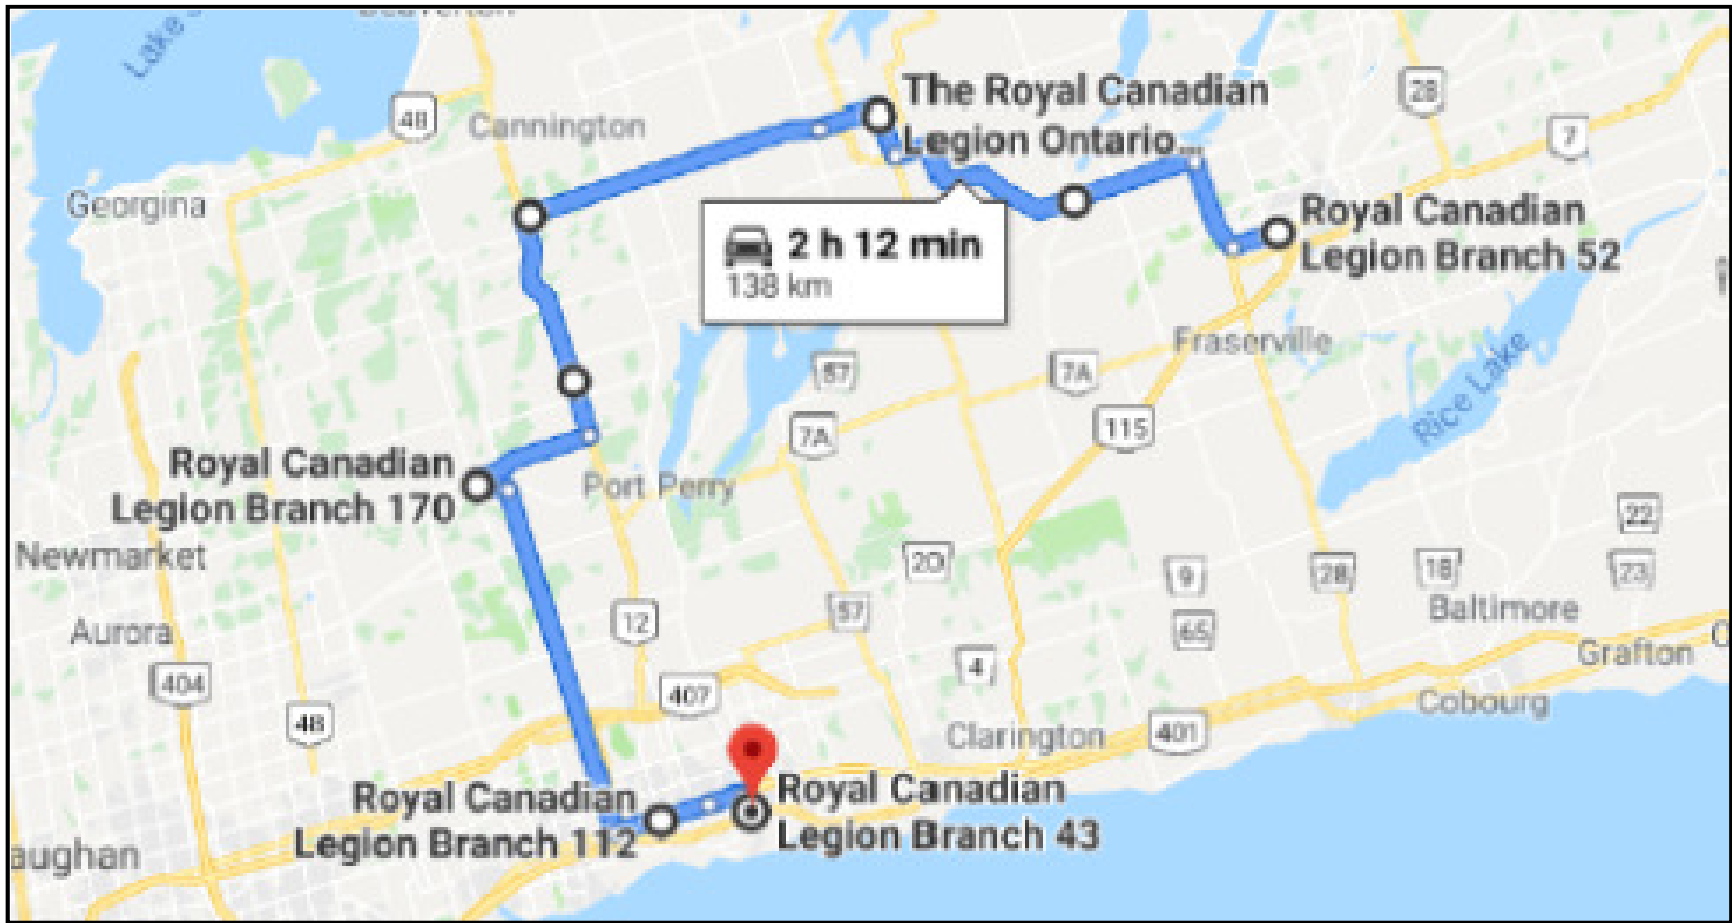 Lake
Beaverton
The Royal Canadian
Legion Ontario...
28
48
Cannington
7
Georgina
Royal Canadian
Legion Branch 52
2 h 12 min
138 km
Fraserville
57
7A
Rice Lake
115
7A
Royal Canadian
Legion Branch 170
Port Perry
22
Newmarket
20
9
28
18
23
Baltimore
57
12
65
Aurora
4
Grafton
404
407
Cobourg
48
Clarington
401
Royal Canadian
Legion Branch 112
Royal Canadian
Legion Branch 43
aughan